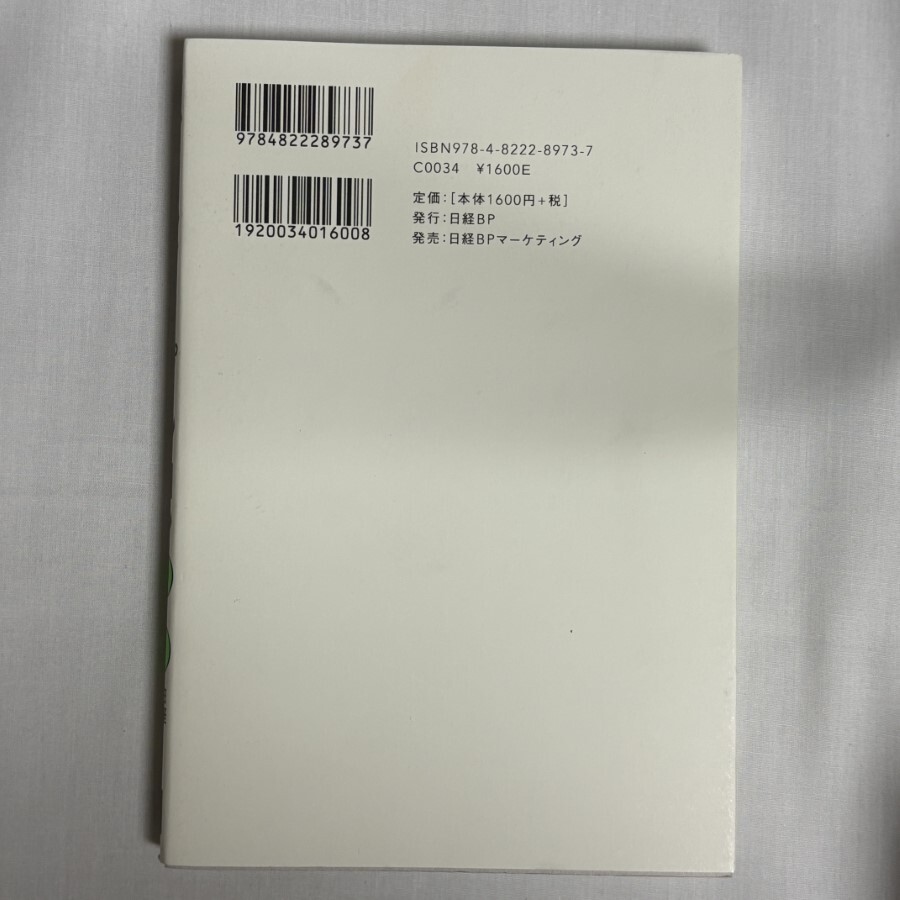 9784822289737
ISBN978-4-8222-8973-7
C0034 ¥1600E
1920034016008
定価:[本体1600円+税]
発行:日経BP
発売:日経BPマーケティング